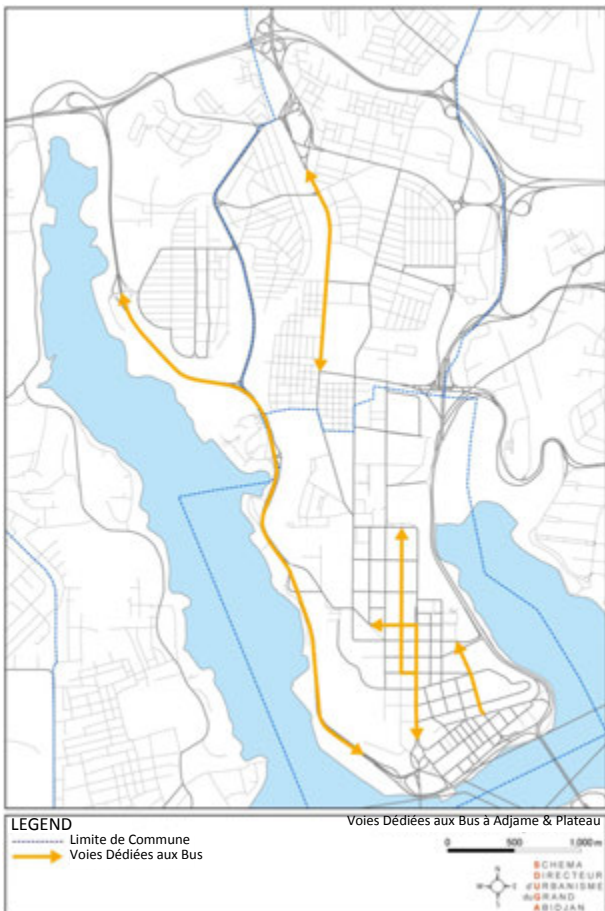 LEGEND
Voies Dédiées aux Bus à Adjame & Plateau
Limite de Commune
Voies Dédiées aux Bus
0 500 1,000 m
N
W E
S
SCHEMA
DIRECTEUR
d'URBANISME
du GRAND
ABIDJAN